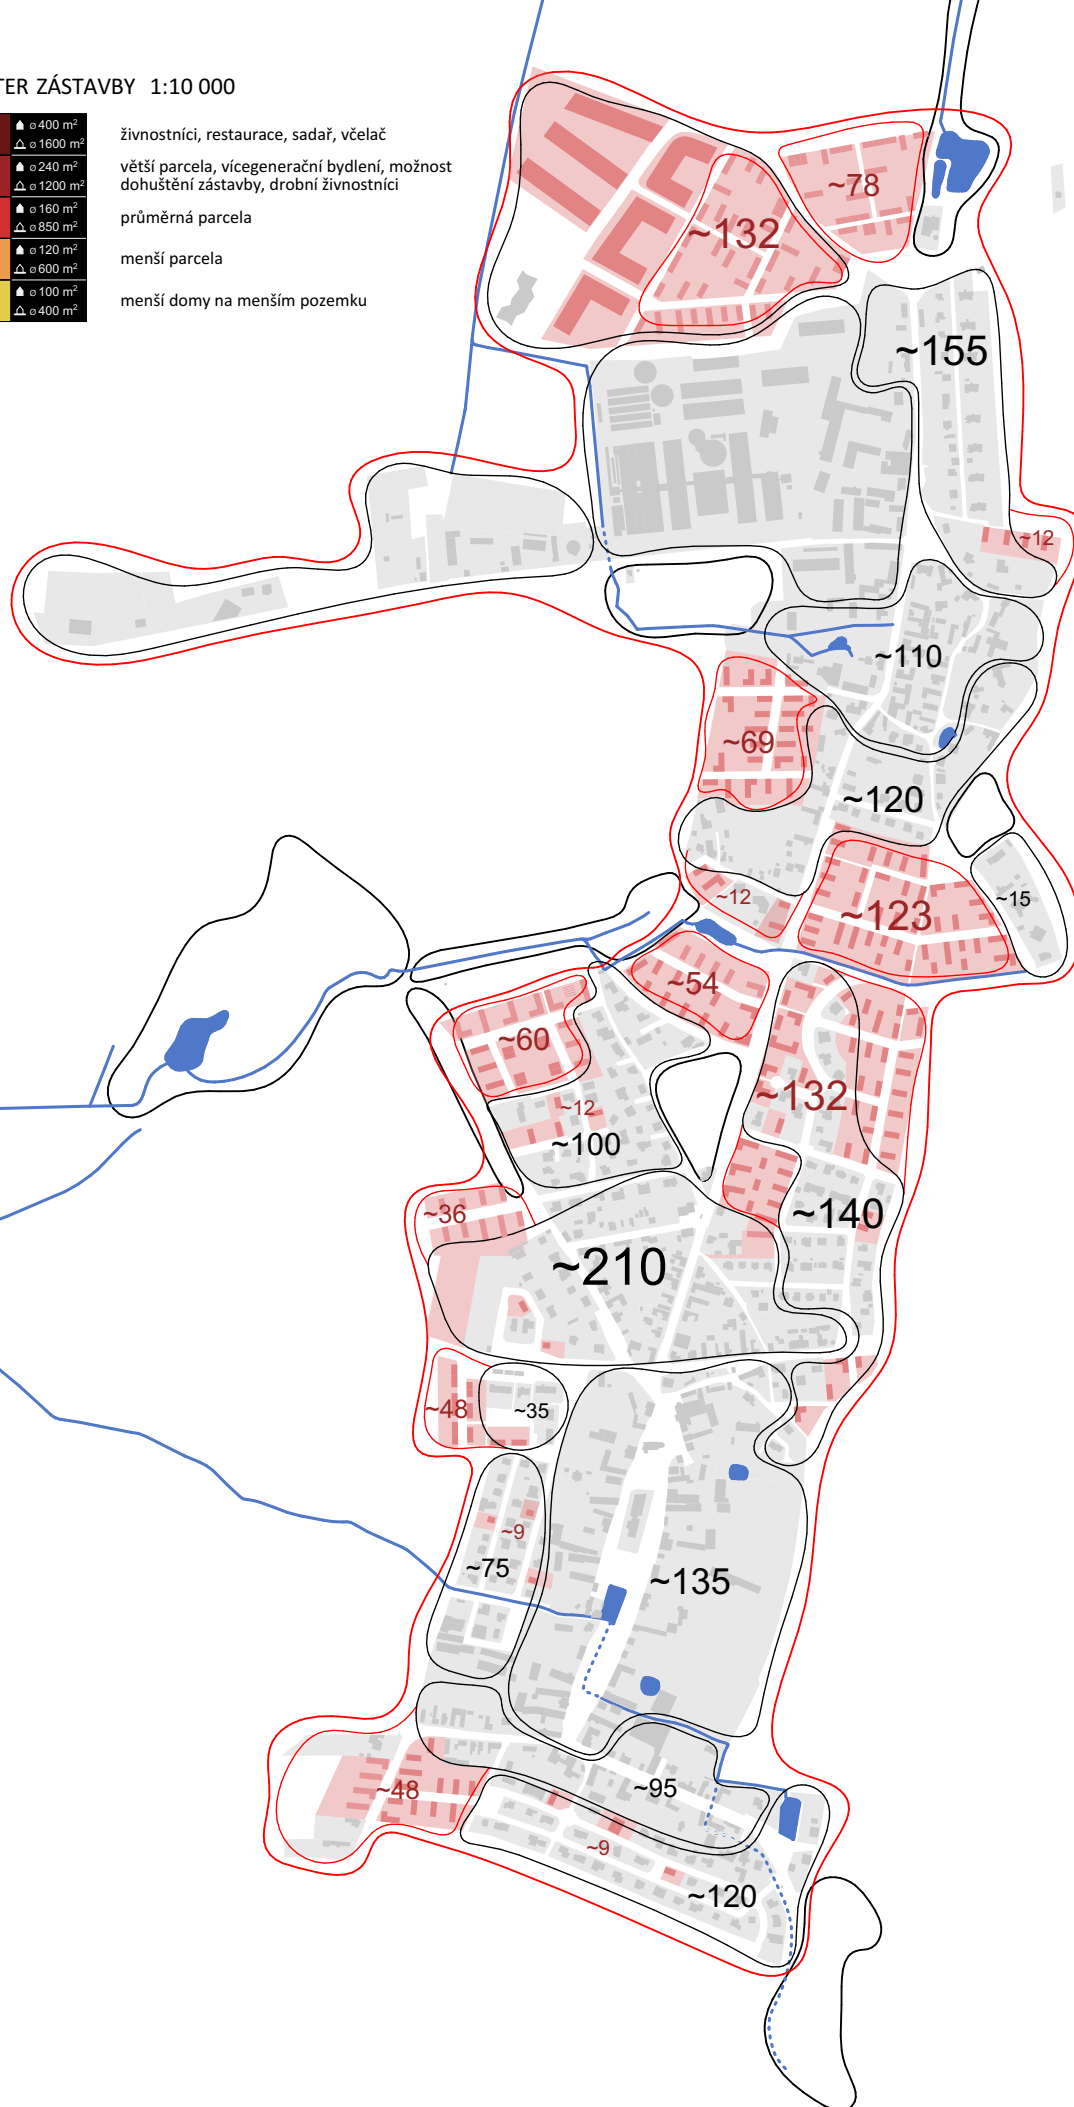 TER ZÁSTAVBY 1:10 000
ø 400 m²
ø 1600 m²
živnostníci, restaurace, sadař, včelač
ø 240 m²
ø 1200 m²
větší parcela, vícegenerační bydlení, možnost
dohuštění zástavby, drobní živnostníci
ø 160 m²
ø 850 m²
průměrná parcela
ø 120 m²
ø 600 m²
menší parcela
ø 100 m²
ø 400 m²
menší domy na menším pozemku
~78
~132
~155
~12
~110
~69
~120
~12
~15
~123
~54
~60
~132
~12
~100
~36
~140
~210
~48
~35
~9
~75
~135
~48
~95
~9
~120